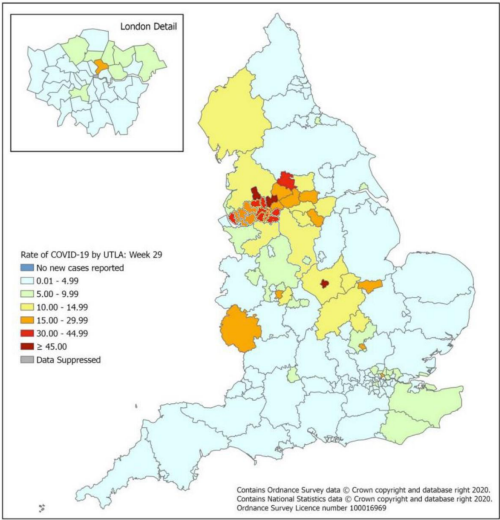 London Detail
Rate of COVID-19 by UTLA: Week 29
No new cases reported
0.01 - 4.99
5.00 - 9.99
10.00 - 14.99
15.00 - 29.99
30.00 - 44.99
≥ 45.00
Data Suppressed
Contains Ordnance Survey data © Crown copyright and database right 2020.
Contains National Statistics data © Crown copyright and database right 2020.
Ordnance Survey Licence number 100016969